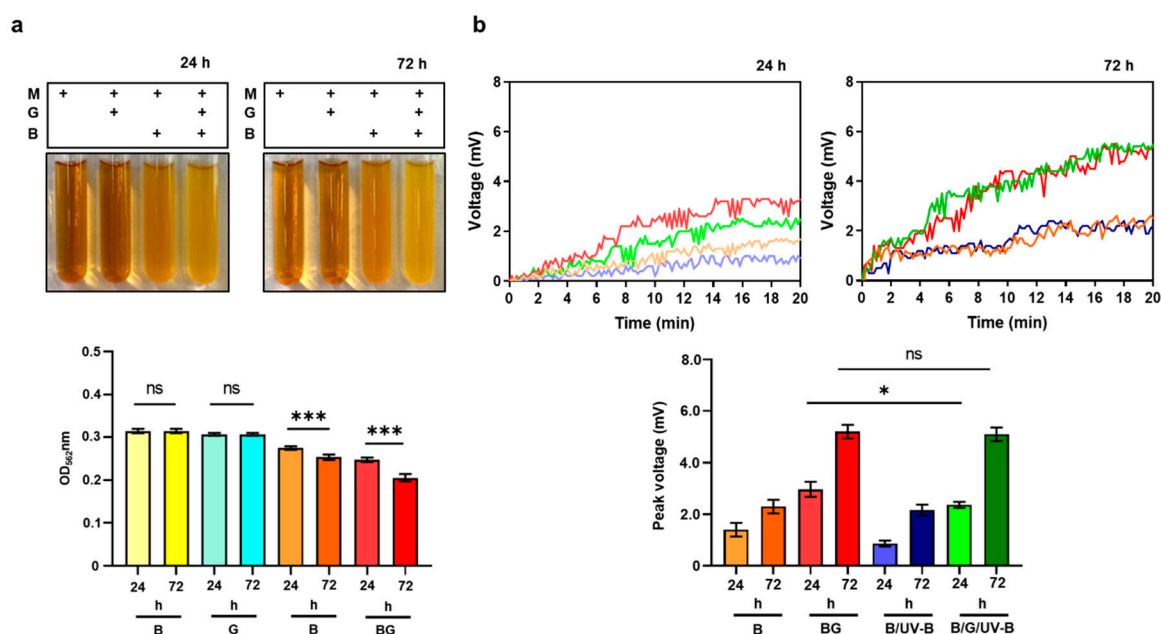 a
24 h
M + + + +
G + +
B + +
72 h
M + + + +
G + +
B + +
b
24 h
Voltage (mV)
8
6
4
2
0
0 2 4 6 8 10 12 14 16 18 20
Time (min)
72 h
Voltage (mV)
8
6
4
2
0
0 2 4 6 8 10 12 14 16 18 20
Time (min)
OD562nm
0.5
0.4
0.3
0.2
0.1
0
ns ns *** ***
24 72 24 72 24 72 24 72
h h h h
B G B BG
Peak voltage (mV)
8.0
6.0
4.0
2.0
0
ns
*
24 72 24 72 24 72 24 72
h h h h
B BG B/UV-B B/G/UV-B